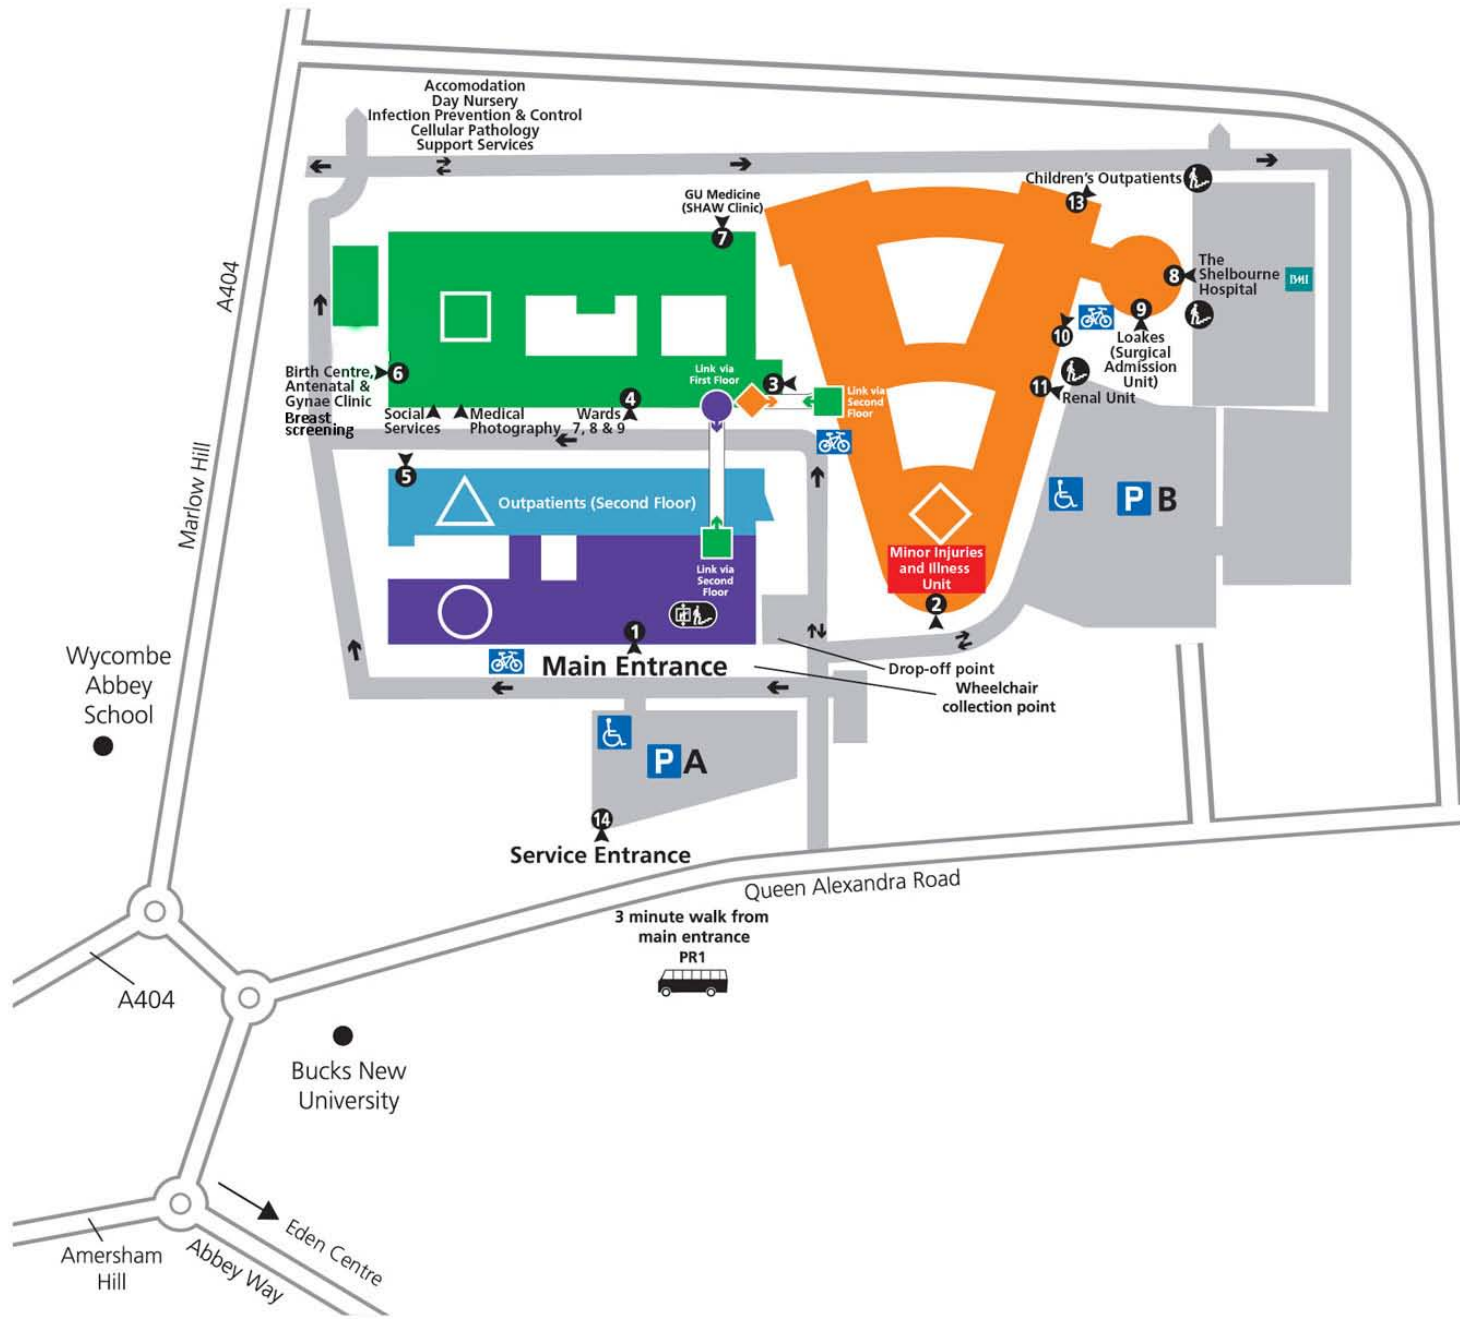 Accomodation
Day Nursery
Infection Prevention & Control
Cellular Pathology
Support Services
A404
GU Medicine
(SHAW Clinic)
7
Children's Outpatients
13
The
Shelbourne
Hospital
8
BMI
9
Loakes
(Surgical
Admission
Unit)
10
11
Renal Unit
Birth Centre,
Antenatal &
Gynae Clinic
Breast
screening
6
Social
Services
Medical
Photography
Wards
7, 8 & 9
4
Link via
First Floor
3
Link via
Second
Floor
Marlow Hill
5
Outpatients (Second Floor)
Link via
Second
Floor
1
Main Entrance
Minor Injuries
and Illness
Unit
2
P B
Drop-off point
Wheelchair
collection point
Wycombe
Abbey
School
P A
14
Service Entrance
Queen Alexandra Road
3 minute walk from
main entrance
PR1
A404
Bucks New
University
Eden Centre
Amersham
Hill
Abbey Way